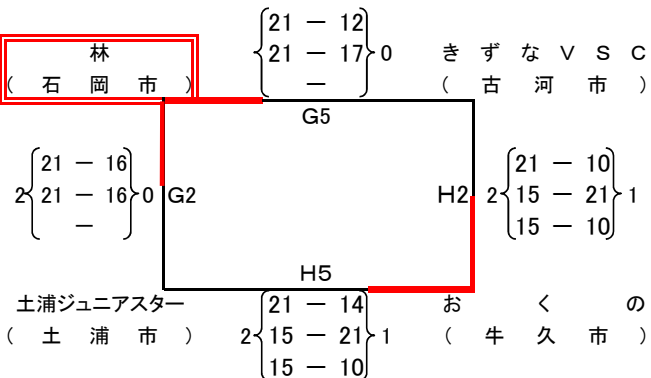 21 － 12
林 21 － 17 0 きずなＶＳＣ
（石岡市） － （古河市）
G5
21 － 16 21 － 10
2 21 － 16 0 G2 H2 2 15 － 21 1
－ 15 － 10
H5
土浦ジュニアスター 21 － 14 おくの
（土浦市） 2 15 － 21 1 （牛久市）
15 － 10